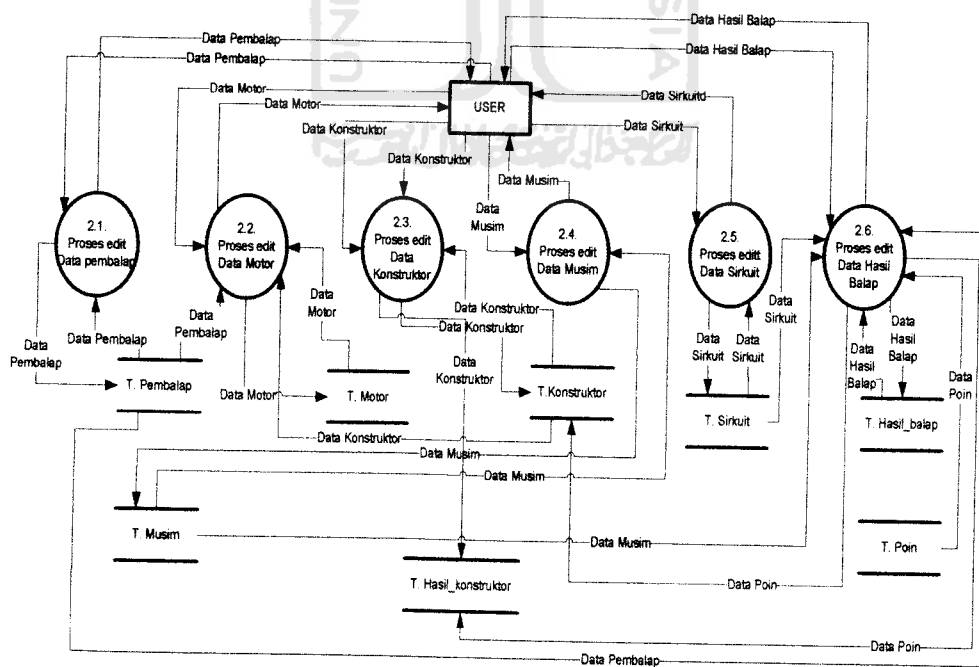 Data Hasil Balap
Data Pembalap
Data Hasil Balap
Data Pembalap
Data Motor
Data Motor
USER
Data Sirkuitd
Data Konstruktor
Data Sirkuit
Data Konstruktor
Data Musim
Data
Musim
2.1.
Proses edit
Data pembalap
2.2.
Proses edit
Data Motor
2.3.
Proses edit
Data
Konstruktor
2.4.
Proses edit
Data Musim
2.5.
Proses editt
Data Sirkuit
2.6.
Proses edit
Data Hasil
Balap
Data
Motor
Data Konstruktor
Data
Sirkuit
Data Pembalap
Data
Pembalap
Data Konstruktor
Data
Pembalap
Data
Sirkuit
Data
Sirkuit
Data
Hasil
Balap
Data
Hasil
Balap
Data
Konstruktor
Data
Poin
T. Pembalap
T. Motor
T.Konstruktor
T. Sirkuit
T. Hasil_balap
Data Motor
Data Konstruktor
Data Musim
Data Musim
T. Musim
Data Musim
T. Poin
T. Hasil_konstruktor
Data Poin
Data Poin
Data Pembalap
UNIV
SIA